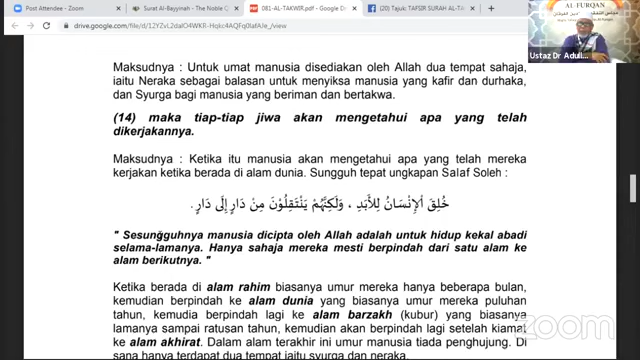 Post Attendee - Zoom
Surat Al-Bayyinah - The Noble Q
081-AL-TAKWIR.pdf - Google D
(20) Tajuk: TAFSIR SURAH AL-T
drive.google.com/file/d/
/view
AL FURQAN
Ustaz Dr Adull
Maksudnya : Untuk umat manusia disediakan oleh Allah dua tempat sahaja,
iaitu Neraka sebagai balasan untuk menyiksa manusia yang kafir dan durhaka,
dan Syurga bagi manusia yang beriman dan bertakwa.
(14) maka tiap-tiap jiwa akan mengetahui apa yang telah
dikerjakannya.
Maksudnya : Ketika itu manusia akan mengetahui apa yang telah mereka
kerjakan ketika berada di alam dunia. Sungguh tepat ungkapan Salaf Soleh :
خُلِقَ الْإِنْسَانُ لِلْأَبَدِ ، وَلَكِنَّهُمْ يَنْتَقِلُوْنَ مِنْ دَارٍ إِلَى دَارٍ .
" Sesungguhnya manusia dicipta oleh Allah adalah untuk hidup kekal abadi
selama-lamanya. Hanya sahaja mereka mesti berpindah dari satu alam ke
alam berikutnya. "
Ketika berada di alam rahim biasanya umur mereka hanya beberapa bulan,
kemudian berpindah ke alam dunia yang biasanya umur mereka puluhan
tahun, kemudia berpindah lagi ke alam barzakh (kubur) yang biasanya
lamanya sampai ratusan tahun, kemudian akan berpindah lagi setelah kiamat
ke alam akhirat. Dalam alam terakhir ini umur manusia tiada penghujung. Di
sana hanya terdapat dua tempat iaitu syurga dan neraka.
zoom